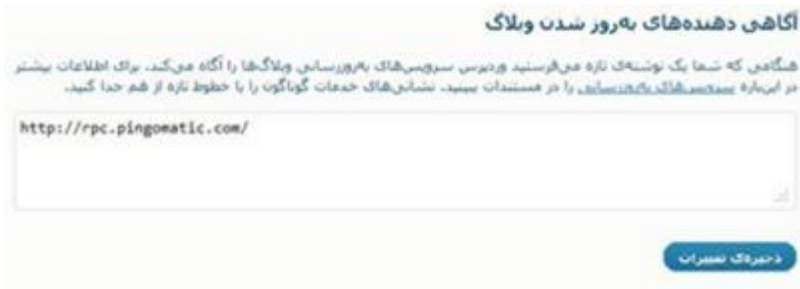 آگاهی دهنده‌های به‌روز شدن وبلاگ
هنگامی که شما یک نوشته‌ی تازه می‌فرستید وردپرس سرویس‌های به‌روزرسانی وبلاگ‌ها را آگاه می‌کند. برای اطلاعات بیشتر
در این‌باره سرویس‌های به‌روزرسانی را در مستندات ببینید. نشانی‌های خدمات گوناگون را با خطوط تازه از هم جدا کنید.
http://rpc.pingomatic.com/
ذخیره‌ی تغییرات